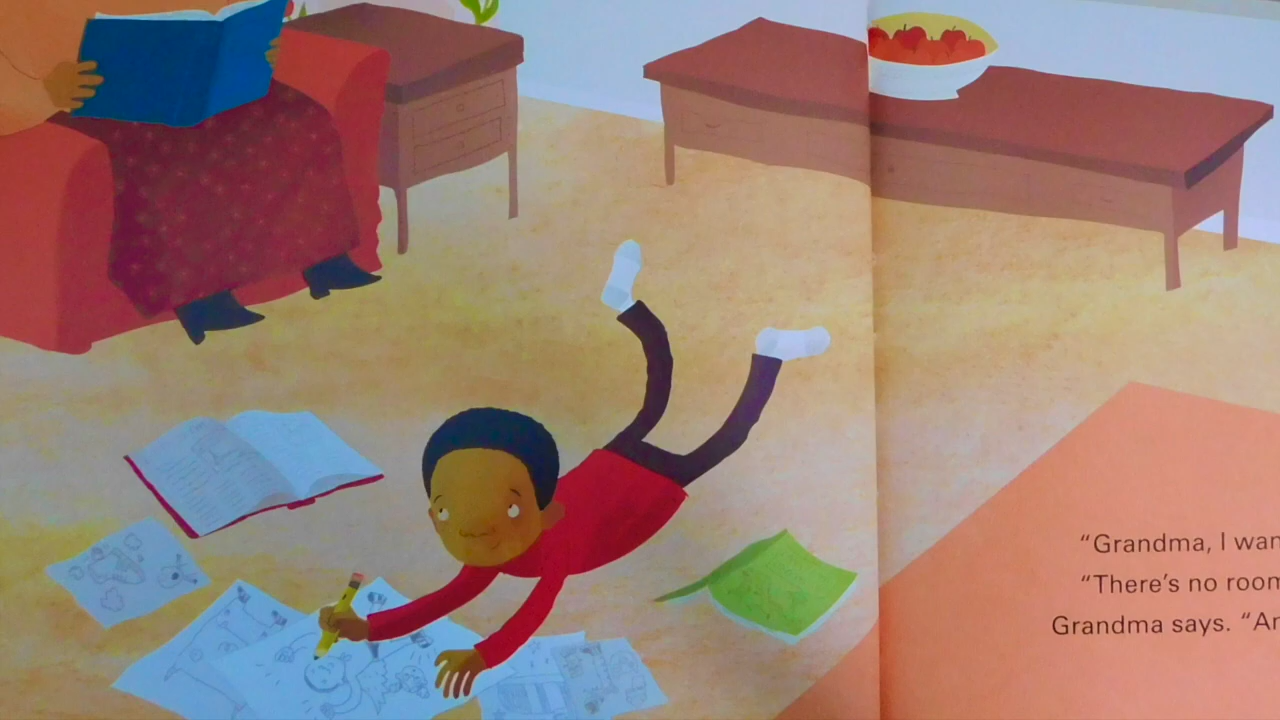 “Grandma, I wan
“There’s no room
Grandma says. “An